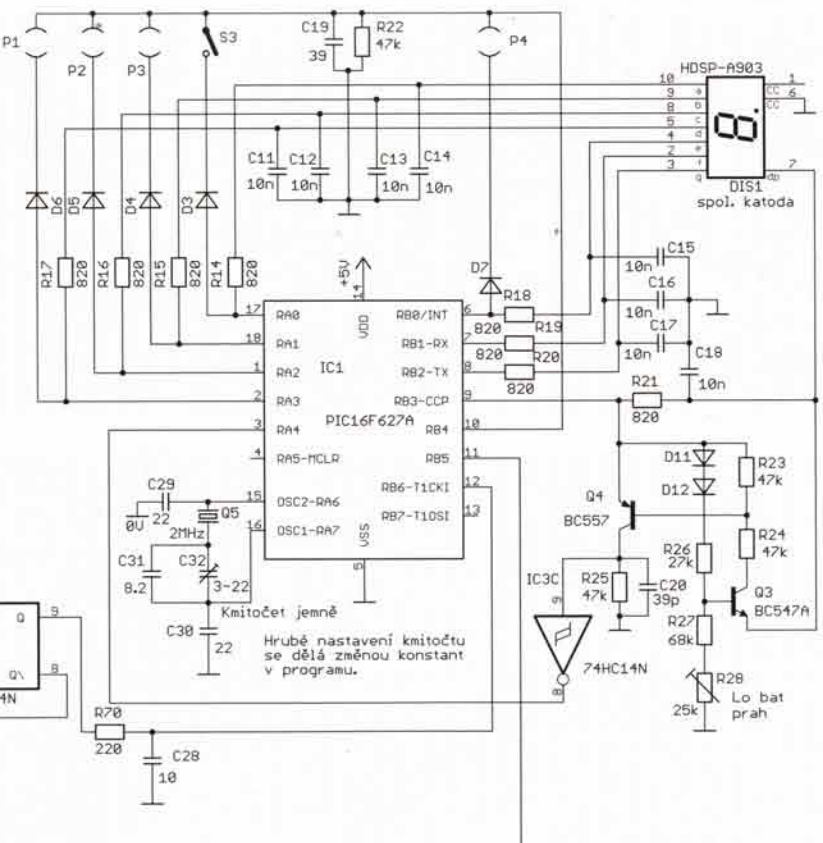 P1
P2
P3
S3
C19
39
R22
47k
P4
HDSP-A903
10
9
8
5
4
2
3
a
b
c
d
e
f
g
1
CC
6
CC
7
dp
DIS1
spol. katoda
C11
10n
C12
10n
C13
10n
C14
10n
D6
D5
D4
D3
R17
820
R16
820
R15
820
R14
820
+5V
14
VDD
D7
R18
820
R19
820
R20
820
C15
10n
C16
10n
C17
10n
C18
10n
R21
820
17 RA0
18 RA1
1 RA2
2 RA3
3 RA4
4 RA5-MCLR
15 OSC2-RA6
16 OSC1-RA7
IC1
PIC16F627A
RB0/INT 6
RB1-RX 7
RB2-TX 8
RB3-CCP 9
RB4 10
RB5 11
RB6-T1CKI 12
RB7-T1OSI 13
VSS
5
C29
22
0V
Q5
2MHz
C31
8.2
C32
3-22
C30
22
Kmitočet jemně
Hrubé nastavení kmitočtu
se dělá změnou konstant
v programu.
Q4
BC557
D11
D12
R23
47k
R24
47k
R26
27k
Q3
BC547A
R25
47k
C20
39p
R27
68k
R28
25k
Lo bat
prah
IC3C
9
8
74HC14N
Q 9
Q\ 8
4N
R70
220
C28
10